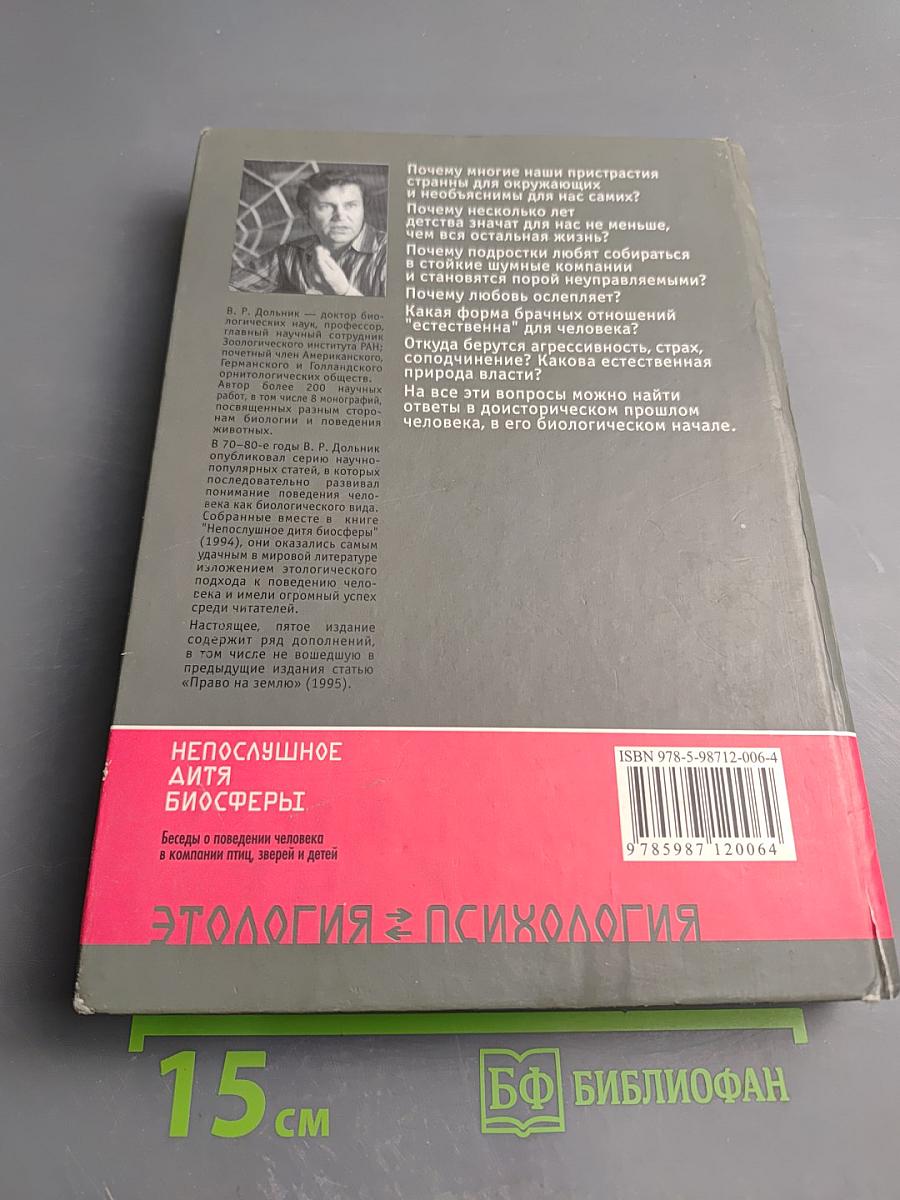 В. Р. Дольник — доктор био-
логических наук, профессор,
главный научный сотрудник
Зоологического института РАН;
почетный член Американского,
Германского и Голландского
орнитологических обществ.
Автор более 200 научных
работ, в том числе 8 монографий,
посвященных разным сторо-
нам биологии и поведения
животных.
В 70–80-е годы В. Р. Дольник
опубликовал серию научно-
популярных статей, в которых
последовательно развивал
понимание поведения чело-
века как биологического вида.
Собранные вместе в книге
"Непослушное дитя биосферы"
(1994), они оказались самым
удачным в мировой литературе
изложением этологического
подхода к поведению чело-
века и имели огромный успех
среди читателей.
Настоящее, пятое издание
содержит ряд дополнений,
в том числе не вошедшую в
предыдущие издания статью
«Право на землю» (1995).
Почему многие наши пристрастия
странны для окружающих
и необъяснимы для нас самих?
Почему несколько лет
детства значат для нас не меньше,
чем вся остальная жизнь?
Почему подростки любят собираться
в стойкие шумные компании
и становятся порой неуправляемыми?
Почему любовь ослепляет?
Какая форма брачных отношений
"естественна" для человека?
Откуда берутся агрессивность, страх,
соподчинение? Какова естественная
природа власти?
На все эти вопросы можно найти
ответы в доисторическом прошлом
человека, в его биологическом начале.
НЕПОСЛУШНОЕ
ДИТЯ
БИОСФЕРЫ
Беседы о поведении человека
в компании птиц, зверей и детей
ISBN 978-5-98712-006-4
9 785987 120064
ЭТОЛОГИЯ ⇄ ПСИХОЛОГИЯ
15 см
БФ БИБЛИОФАН